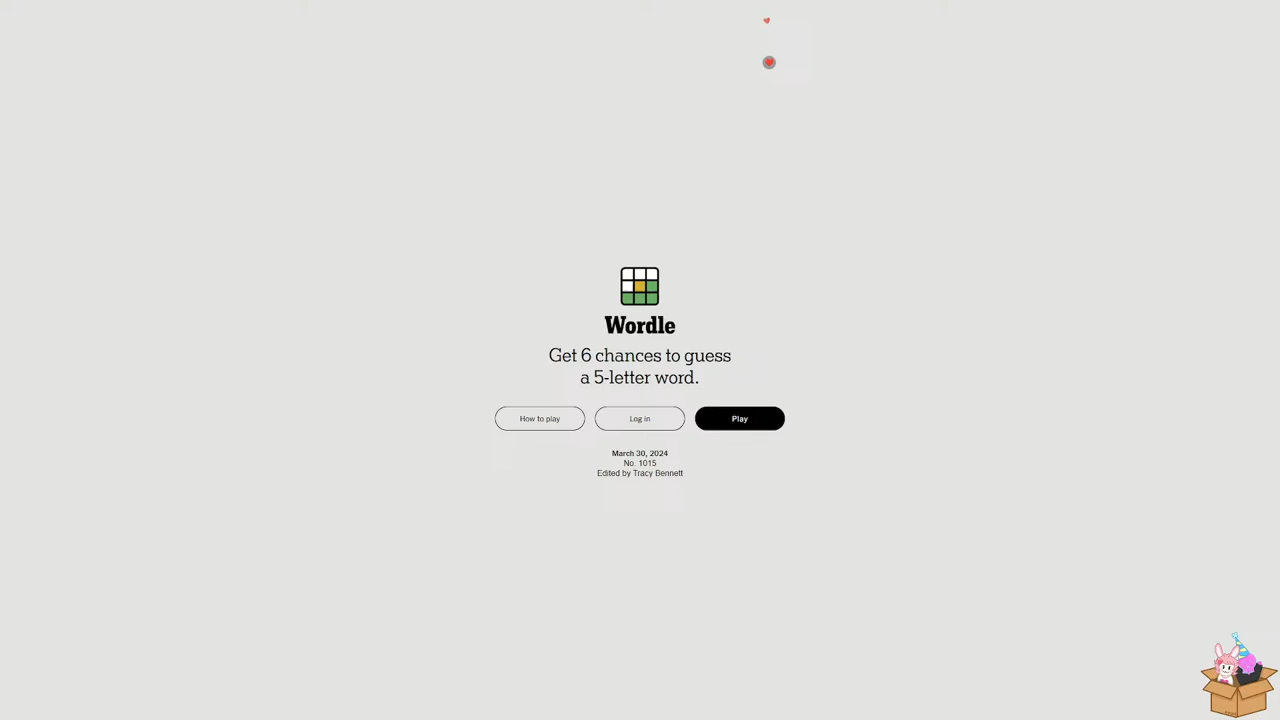 Wordle
Get 6 chances to guess
a 5-letter word.
How to play
Log in
Play
March 30, 2024
No. 1015
Edited by Tracy Bennett